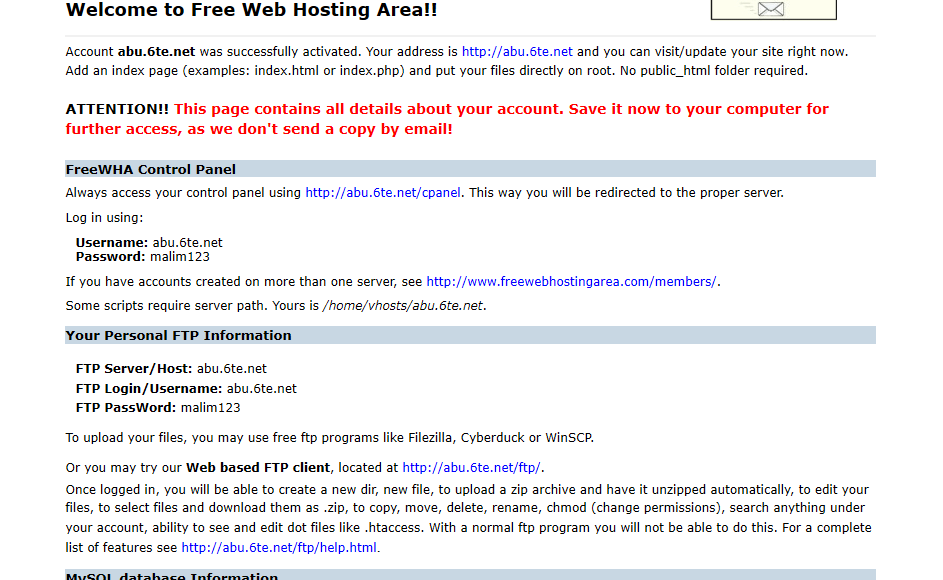 Welcome to Free Web Hosting Area!!
Account abu.6te.net was successfully activated. Your address is http://abu.6te.net and you can visit/update your site right now.
Add an index page (examples: index.html or index.php) and put your files directly on root. No public_html folder required.
ATTENTION!! This page contains all details about your account. Save it now to your computer for
further access, as we don't send a copy by email!
FreeWHA Control Panel
Always access your control panel using http://abu.6te.net/cpanel. This way you will be redirected to the proper server.
Log in using:
Username: abu.6te.net
Password: malim123
If you have accounts created on more than one server, see http://www.freewebhostingarea.com/members/.
Some scripts require server path. Yours is /home/vhosts/abu.6te.net.
Your Personal FTP Information
FTP Server/Host: abu.6te.net
FTP Login/Username: abu.6te.net
FTP PassWord: malim123
To upload your files, you may use free ftp programs like Filezilla, Cyberduck or WinSCP.
Or you may try our Web based FTP client, located at http://abu.6te.net/ftp/.
Once logged in, you will be able to create a new dir, new file, to upload a zip archive and have it unzipped automatically, to edit your
files, to select files and download them as .zip, to copy, move, delete, rename, chmod (change permissions), search anything under
your account, ability to see and edit dot files like .htaccess. With a normal ftp program you will not be able to do this. For a complete
list of features see http://abu.6te.net/ftp/help.html.
MySQL database Information